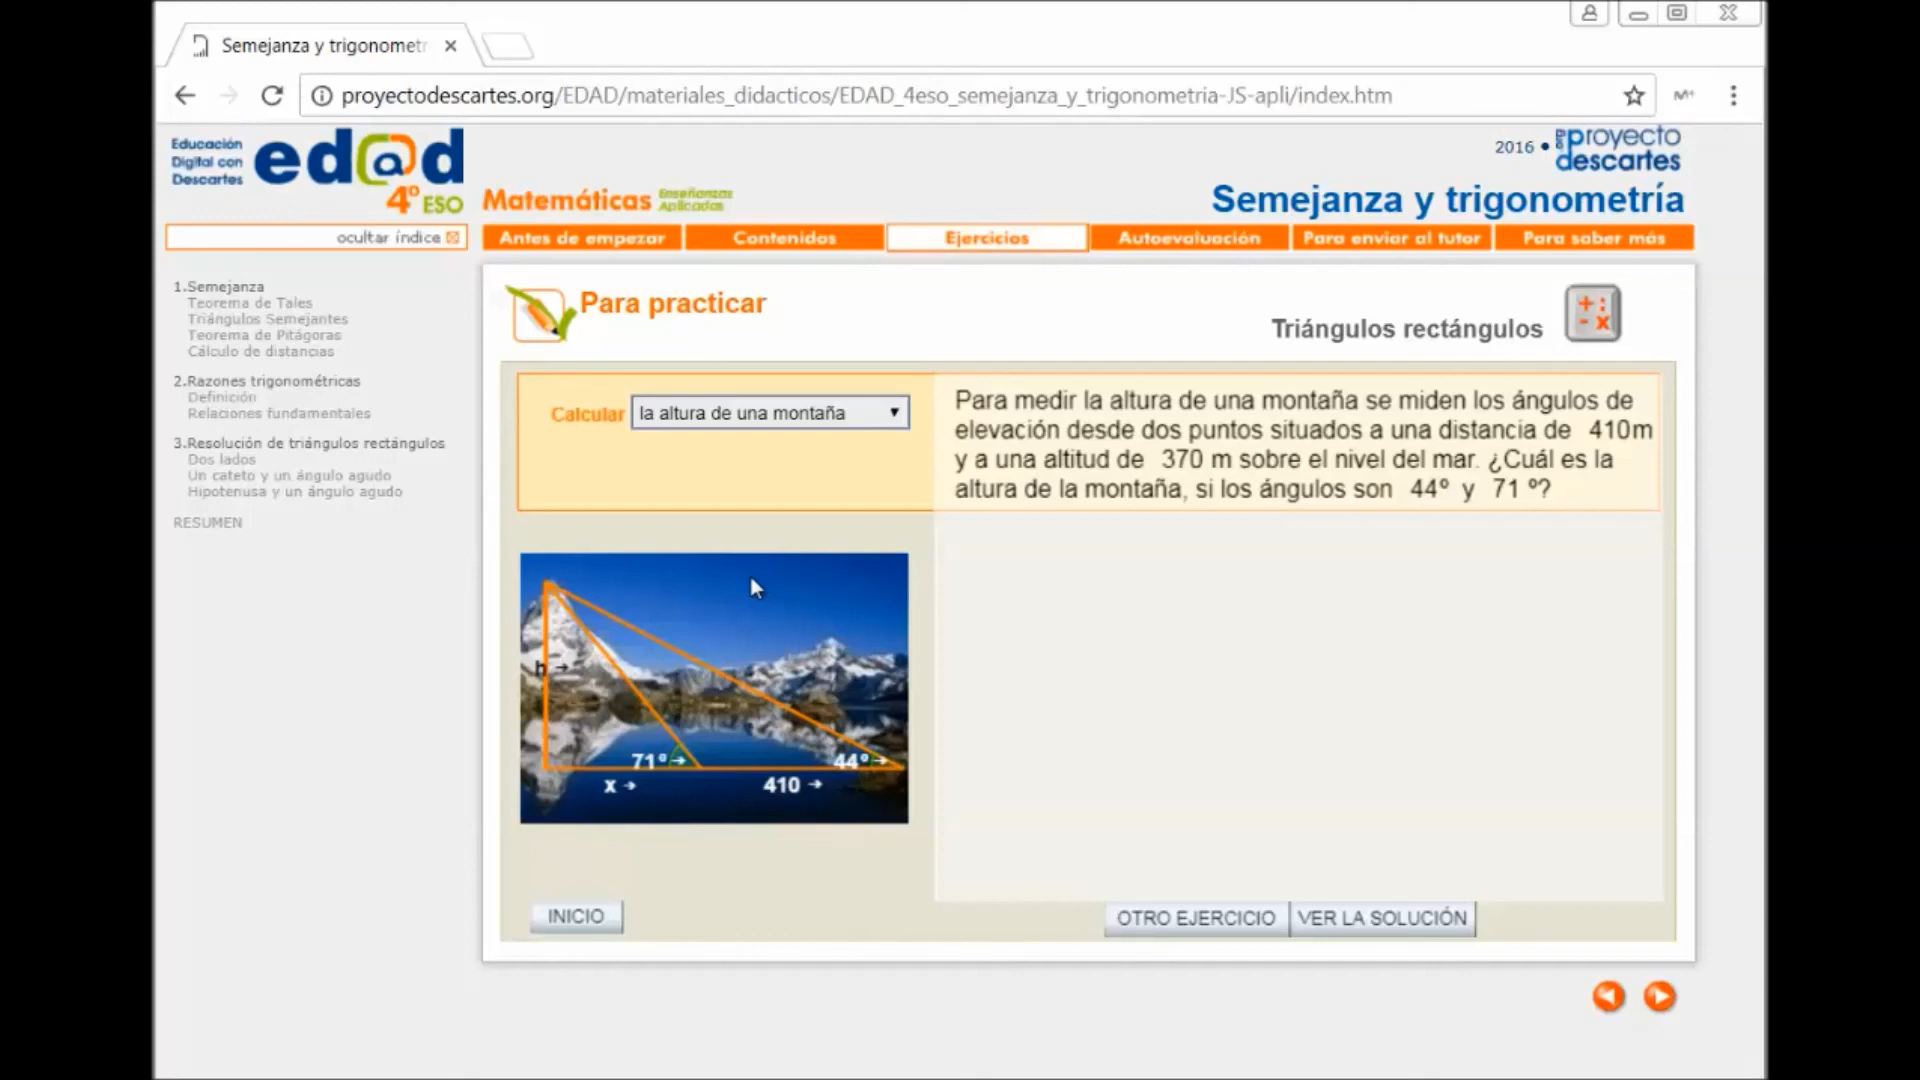 Semejanza y trigonometr
proyectodescartes.org/EDAD/materiales_didacticos/EDAD_4eso_semejanza_y_trigonometria-JS-apli/index.htm
Educación
Digital con
Descartes
ed@d
4º ESO
Matemáticas
Enseñanzas
Aplicadas
2016 •
proyecto
descartes
.org
Semejanza y trigonometría
ocultar índice
Antes de empezar
Contenidos
Ejercicios
Autoevaluación
Para enviar al tutor
Para saber más
1.Semejanza
Teorema de Tales
Triángulos Semejantes
Teorema de Pitágoras
Cálculo de distancias
2.Razones trigonométricas
Definición
Relaciones fundamentales
3.Resolución de triángulos rectángulos
Dos lados
Un cateto y un ángulo agudo
Hipotenusa y un ángulo agudo
RESUMEN
Para practicar
Triángulos rectángulos
+ :
- x
Calcular la altura de una montaña
Para medir la altura de una montaña se miden los ángulos de
elevación desde dos puntos situados a una distancia de 410m
y a una altitud de 370 m sobre el nivel del mar. ¿Cuál es la
altura de la montaña, si los ángulos son 44º y 71 º?
h
71º
44º
x
410
INICIO
OTRO EJERCICIO
VER LA SOLUCIÓN